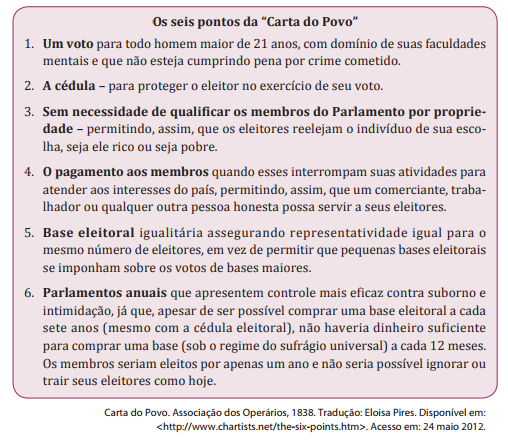 Os seis pontos da “Carta do Povo”
1. Um voto para todo homem maior de 21 anos, com domínio de suas faculdades
mentais e que não esteja cumprindo pena por crime cometido.
2. A cédula – para proteger o eleitor no exercício de seu voto.
3. Sem necessidade de qualificar os membros do Parlamento por proprie-
dade – permitindo, assim, que os eleitores reelejam o indivíduo de sua esco-
lha, seja ele rico ou seja pobre.
4. O pagamento aos membros quando esses interrompam suas atividades para
atender aos interesses do país, permitindo, assim, que um comerciante, traba-
lhador ou qualquer outra pessoa honesta possa servir a seus eleitores.
5. Base eleitoral igualitária assegurando representatividade igual para o
mesmo número de eleitores, em vez de permitir que pequenas bases eleitorais
se imponham sobre os votos de bases maiores.
6. Parlamentos anuais que apresentem controle mais eficaz contra suborno e
intimidação, já que, apesar de ser possível comprar uma base eleitoral a cada
sete anos (mesmo com a cédula eleitoral), não haveria dinheiro suficiente
para comprar uma base (sob o regime do sufrágio universal) a cada 12 meses.
Os membros seriam eleitos por apenas um ano e não seria possível ignorar ou
trair seus eleitores como hoje.
Carta do Povo. Associação dos Operários, 1838. Tradução: Eloisa Pires. Disponível em:
<http://www.chartists.net/the-six-points.htm>. Acesso em: 24 maio 2012.